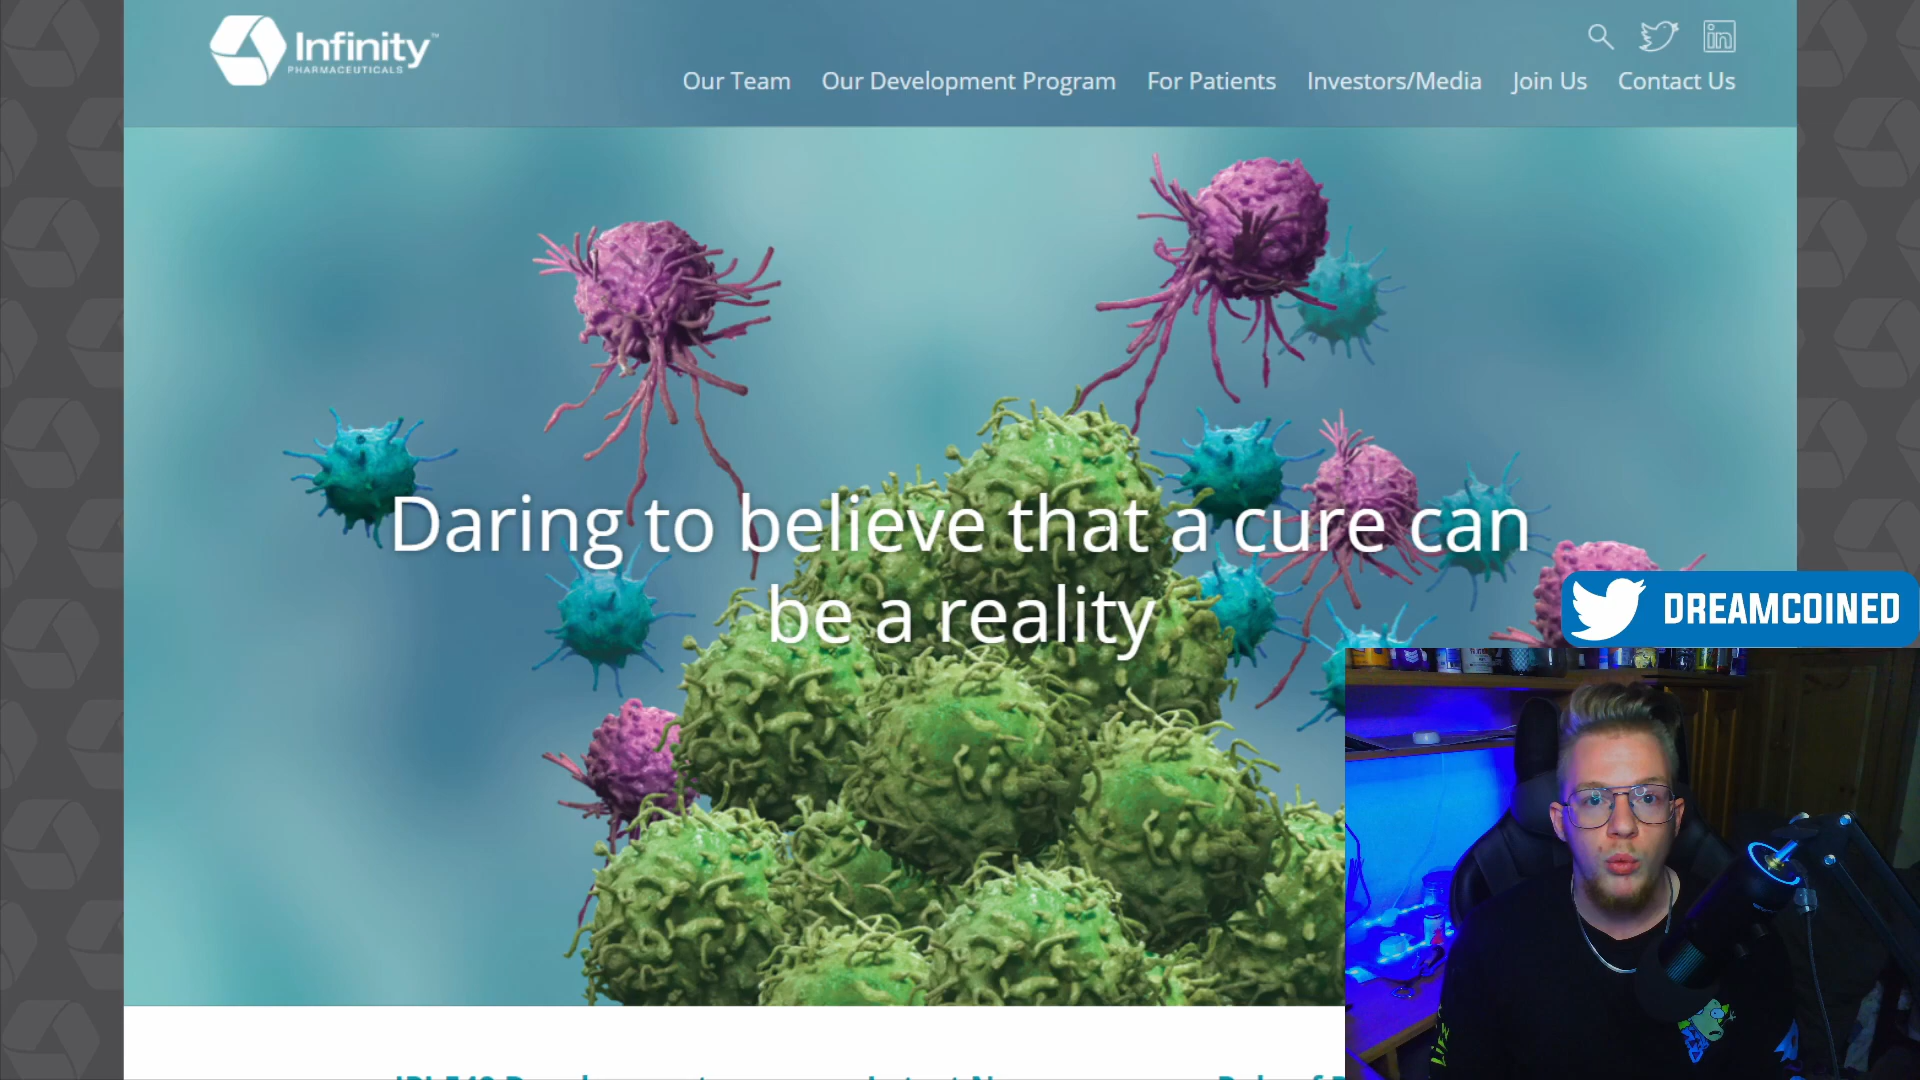 Infinity™
PHARMACEUTICALS
Our Team Our Development Program For Patients Investors/Media Join Us Contact Us
Daring to believe that a cure can
be a reality
DREAMCOINED